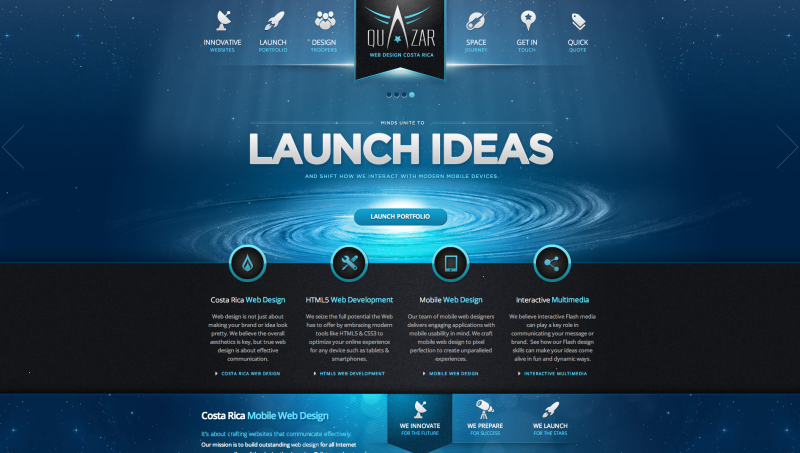 INNOVATIVE
WEBSITES
LAUNCH
PORTFOLIO
DESIGN
TROOPERS
QUAZAR
WEB DESIGN COSTA RICA
SPACE
JOURNEY
GET IN
TOUCH
QUICK
QUOTE
MINDS UNITE TO
LAUNCH IDEAS
AND SHIFT HOW WE INTERACT WITH MODERN MOBILE DEVICES.
LAUNCH PORTFOLIO
Costa Rica Web Design
Web design is not just about
making your brand or idea look
pretty. We believe the overall
aesthetics is key, but true web
design is about effective
communication.
COSTA RICA WEB DESIGN
HTML5 Web Development
We seize the full potential the Web
has to offer by embracing modern
tools like HTML5 & CSS3 to
optimize your online experience
for any device such as tablets &
smartphones.
HTML5 WEB DEVELOPMENT
Mobile Web Design
Our team of mobile web designers
delivers engaging applications with
mobile usability in mind. We craft
mobile web design to pixel
perfection to create unparalleled
experiences.
MOBILE WEB DESIGN
Interactive Multimedia
We believe interactive Flash media
can play a key role in
communicating your message or
brand. See how our Flash design
skills can make your ideas come
alive in fun and dynamic ways.
INTERACTIVE MULTIMEDIA
Costa Rica Mobile Web Design
It's about crafting websites that communicate effectively.
Our mission is to build outstanding web design for all Internet
WE INNOVATE
FOR THE FUTURE
WE PREPARE
FOR SUCCESS
WE LAUNCH
FOR THE STARS